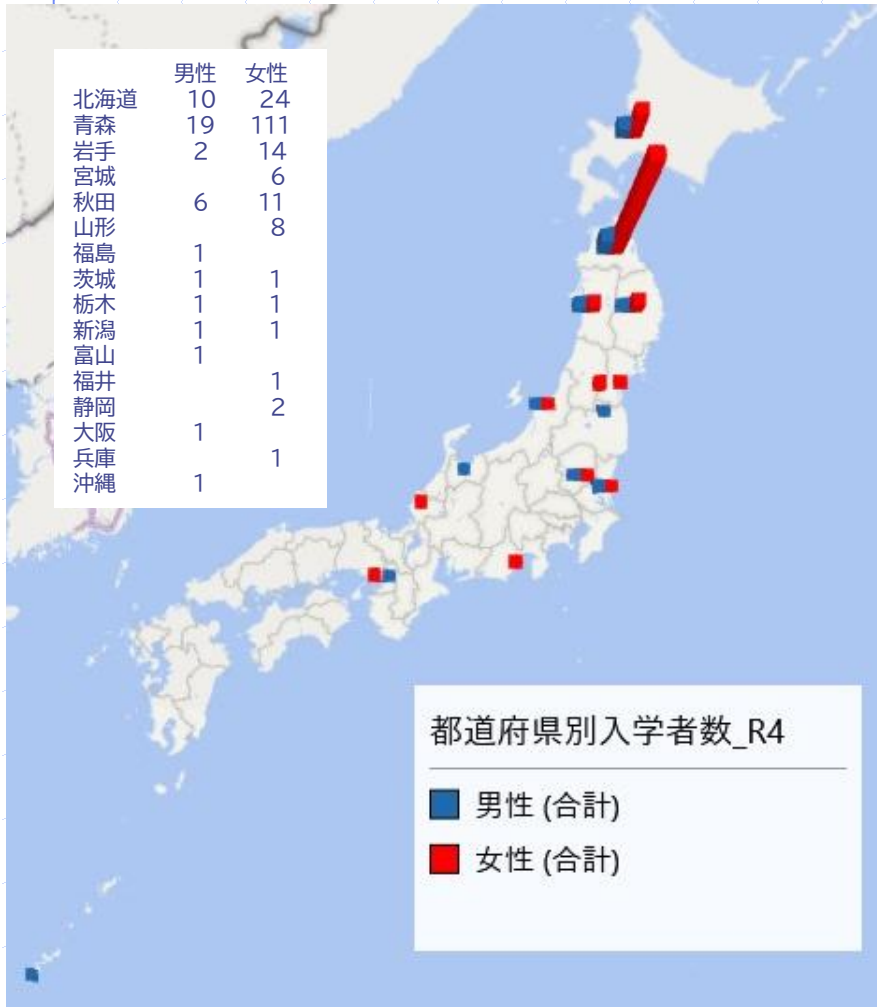 男性 女性
北海道 10 24
青森 19 111
岩手 2 14
宮城 6
秋田 6 11
山形 8
福島 1
茨城 1 1
栃木 1 1
新潟 1 1
富山 1
福井 1
静岡 2
大阪 1
兵庫 1
沖縄 1
都道府県別入学者数_R4
男性 (合計)
女性 (合計)